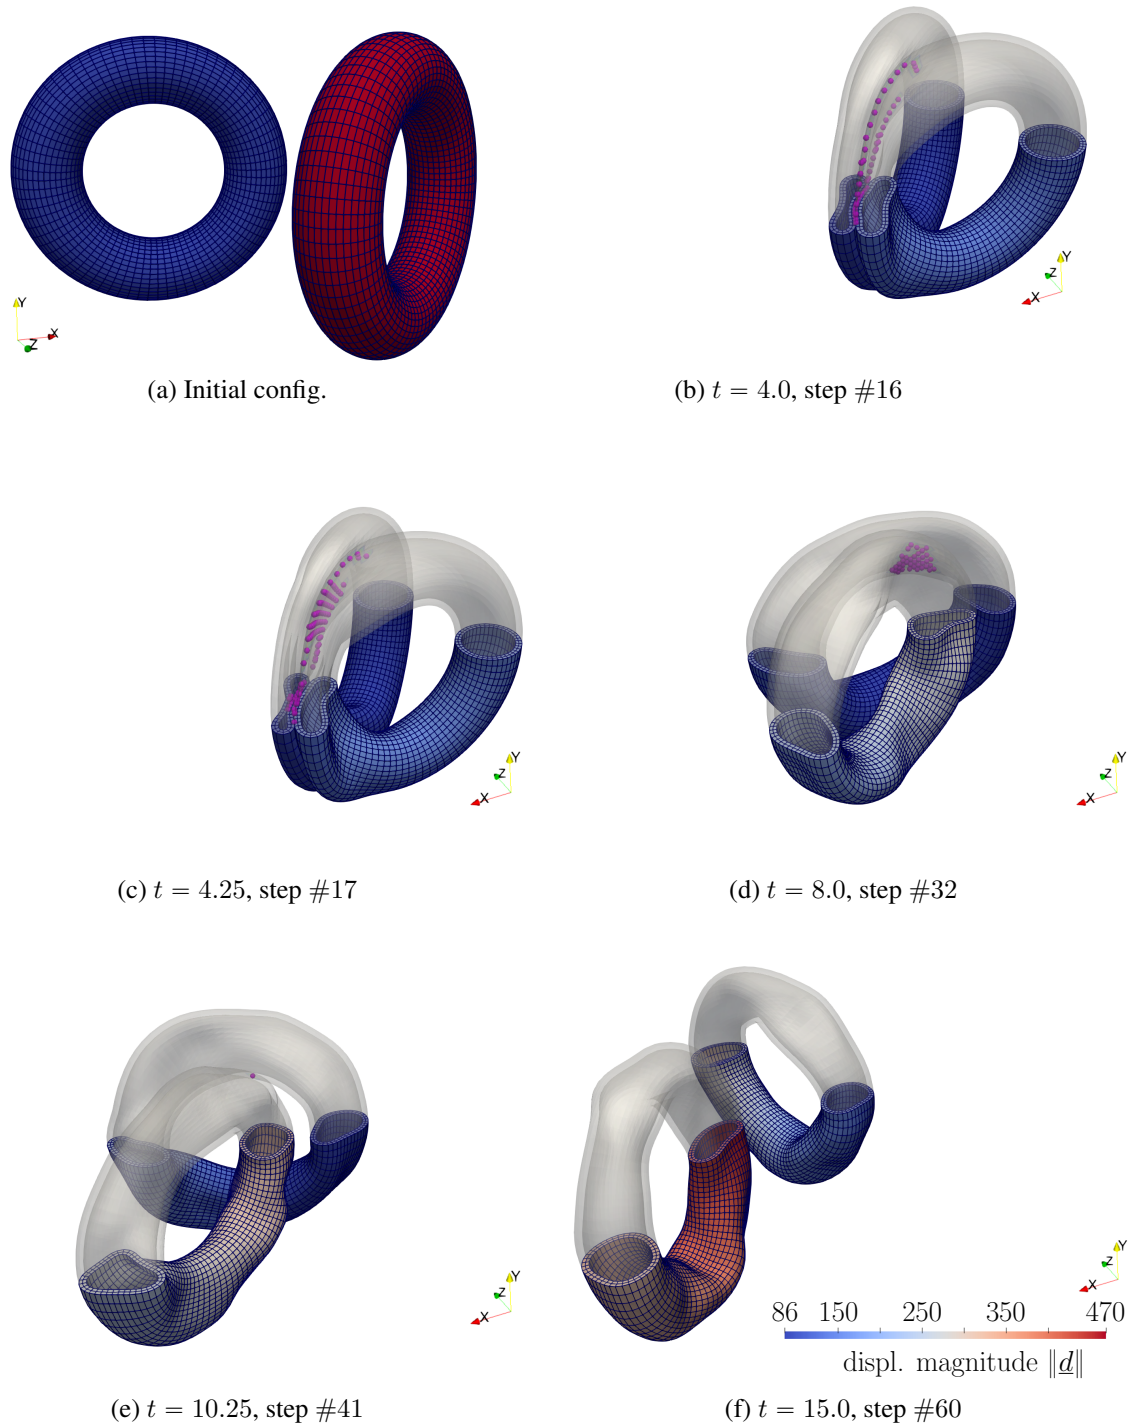 Y
X
Z
(a) Initial config.
Y
Z
X
(b) t = 4.0, step #16
Y
Z
X
(c) t = 4.25, step #17
Y
Z
X
(d) t = 8.0, step #32
Y
Z
X
(e) t = 10.25, step #41
Y
Z
X
86 150 250 350 470
displ. magnitude ‖d‖
(f) t = 15.0, step #60